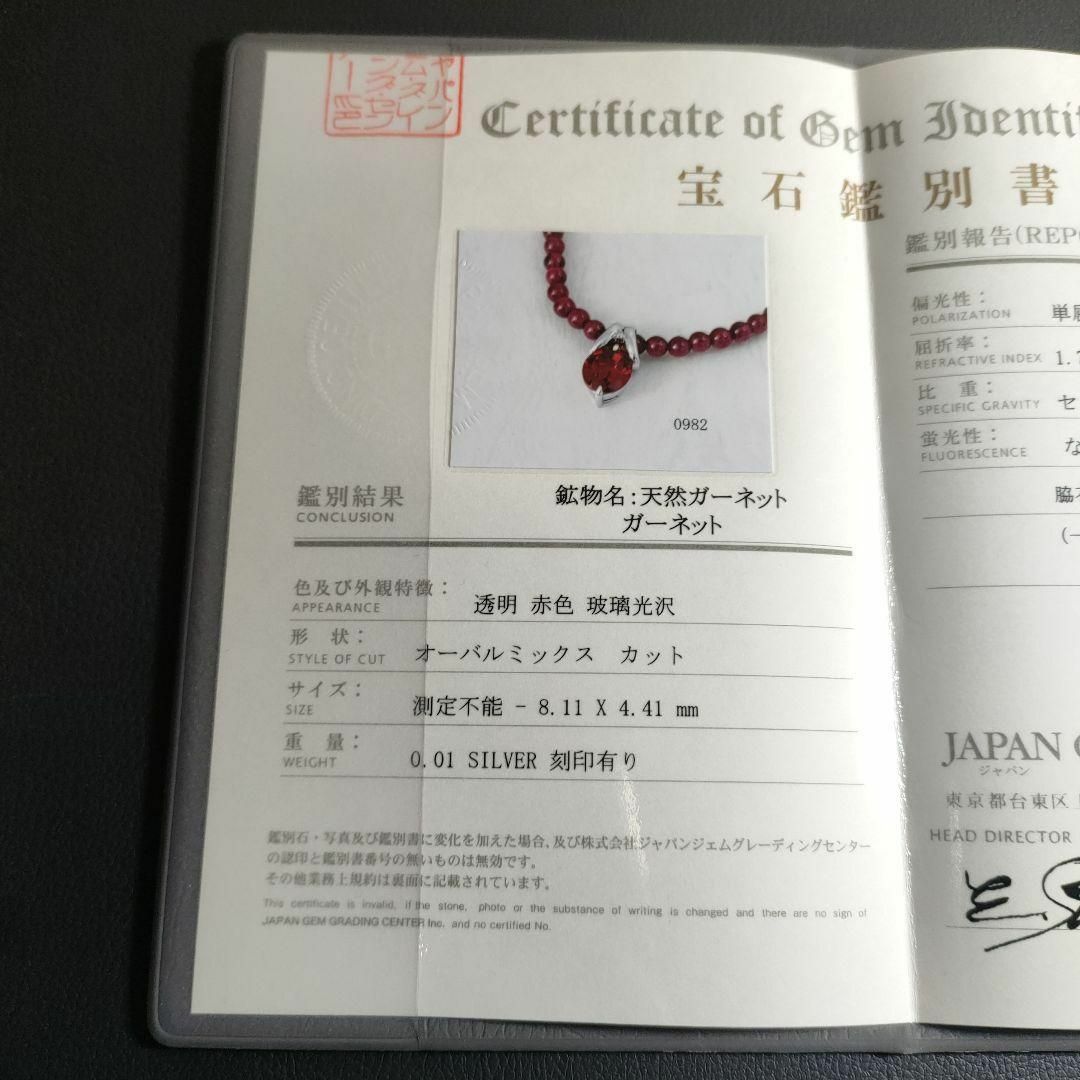 Certificate of Gem Identi
宝石鑑別書
0982
鑑別結果
CONCLUSION
鉱物名:天然ガーネット
ガーネット
色及び外観特徴:
APPEARANCE
透明 赤色 玻璃光沢
形 状:
STYLE OF CUT
オーバルミックス カット
サイズ:
SIZE
測定不能 - 8.11 X 4.41 mm
重 量:
WEIGHT
0.01 SILVER 刻印有り
鑑別石・写真及び鑑別書に変化を加えた場合、及び株式会社ジャパンジェムグレーディングセンター
の認印と鑑別書番号の無いものは無効です。
その他業務上規約は裏面に記載されています。
This certificate is invalid, if the stone, photo or the substance of writing is changed and there are no sign of
JAPAN GEM GRADING CENTER Inc. and no certified No.
鑑別報告(REP
偏光性:
POLARIZATION
単
屈折率:
REFRACTIVE INDEX
1.
比 重:
SPECIFIC GRAVITY
セ
蛍光性:
FLUORESCENCE
な
脇
(
JAPAN
ジャパン
東京都台東区
HEAD DIRECTOR